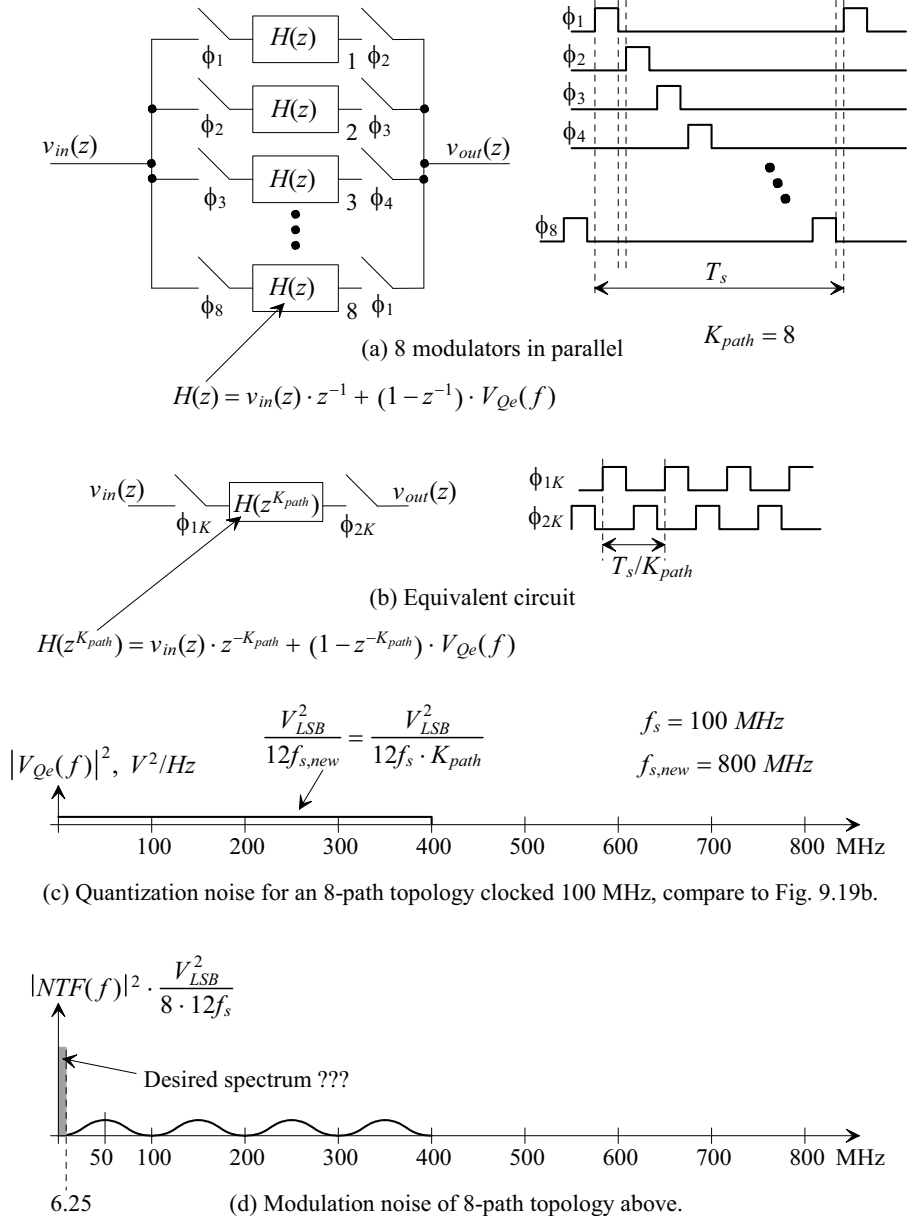 φ1 H(z) 1 φ2
φ2 H(z) 2 φ3
vin(z) vout(z)
φ3 H(z) 3 φ4
φ8 H(z) 8 φ1
φ1
φ2
φ3
φ4
φ8
Ts
Kpath = 8
(a) 8 modulators in parallel
H(z) = vin(z) · z⁻¹ + (1 − z⁻¹) · VQe(f)
vin(z) φ1K H(z^Kpath) φ2K vout(z)
φ1K
φ2K
Ts/Kpath
(b) Equivalent circuit
H(z^Kpath) = vin(z) · z^−Kpath + (1 − z^−Kpath) · VQe(f)
|VQe(f)|², V²/Hz
V²LSB / 12fs,new = V²LSB / 12fs · Kpath
fs = 100 MHz
fs,new = 800 MHz
100 200 300 400 500 600 700 800 MHz
(c) Quantization noise for an 8-path topology clocked 100 MHz, compare to Fig. 9.19b.
|NTF(f)|² · V²LSB / 8 · 12fs
Desired spectrum ???
50 100 200 300 400 500 600 700 800 MHz
6.25
(d) Modulation noise of 8-path topology above.